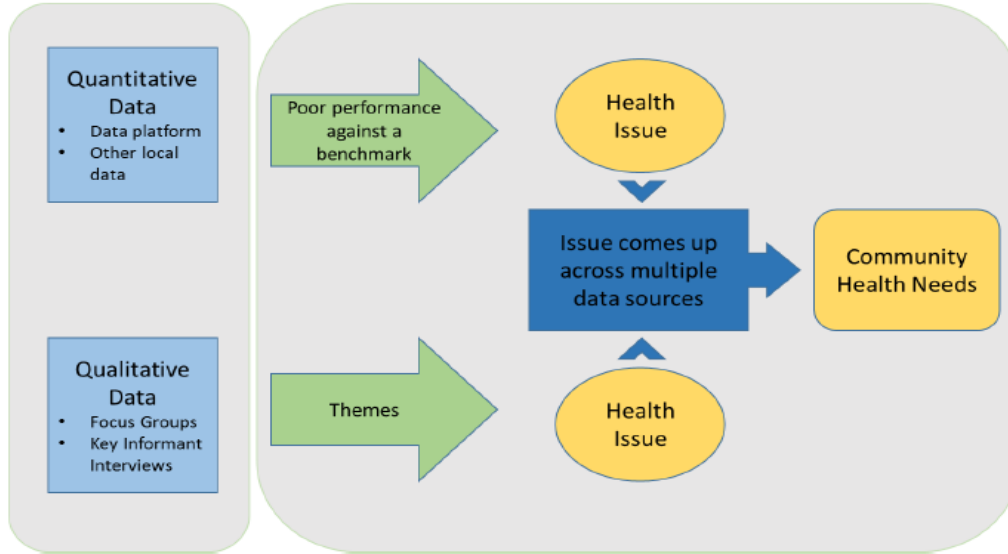 Quantitative
Data
• Data platform
• Other local
data
Poor performance
against a
benchmark
Health
Issue
Issue comes up
across multiple
data sources
Community
Health Needs
Qualitative
Data
• Focus Groups
• Key Informant
Interviews
Themes
Health
Issue